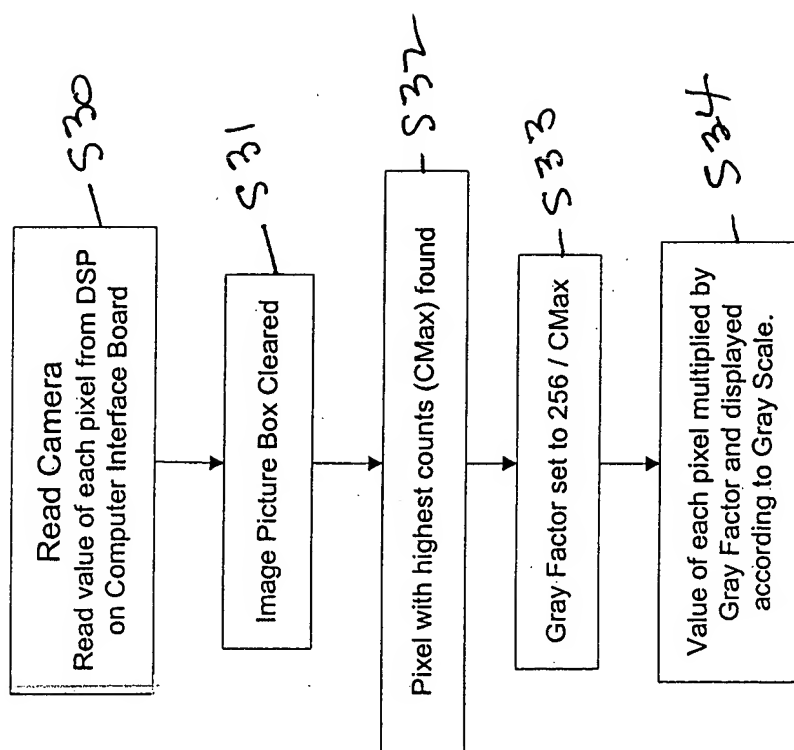 Read Camera
Read value of each pixel from DSP
on Computer Interface Board
S30
Image Picture Box Cleared
S31
Pixel with highest counts (CMax) found
S32
Gray Factor set to 256 / CMax
S33
Value of each pixel multiplied by
Gray Factor and displayed
according to Gray Scale.
S34